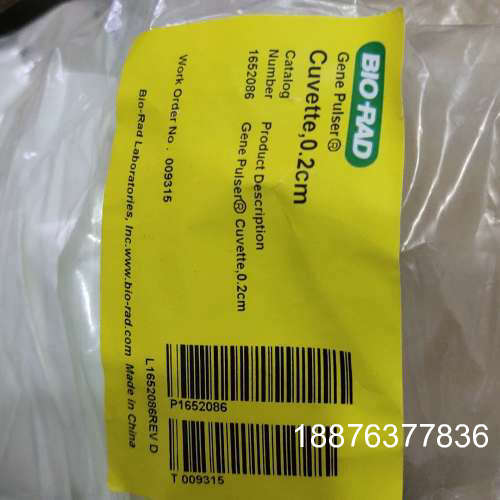 BIO-RAD
Gene Pulser®
Cuvette,0.2cm
Catalog Product Description
Number Gene Pulser® Cuvette,0.2cm
1652086
Work Order No . 009315
Bio-Rad Laboratories, Inc.www.bio-rad.com Made in China
L1652086REV D
P1652086
T 009315
18876377836